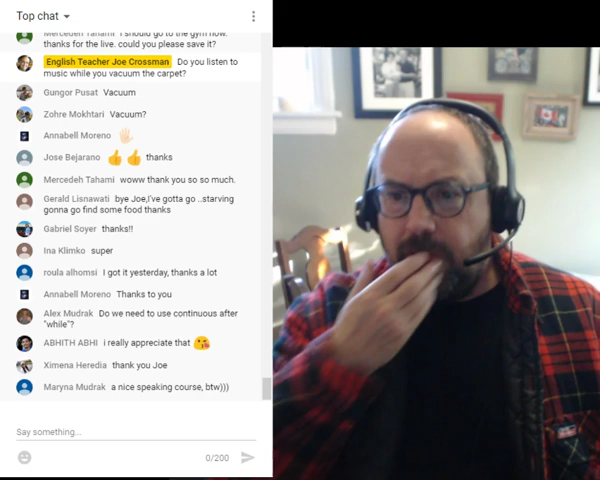 Top chat
Mercedeh Tahami I should go to the gym now.
thanks for the live. could you please save it?
English Teacher Joe Crossman Do you listen to
music while you vacuum the carpet?
Gungor Pusat Vacuum
Zohre Mokhtari Vacuum?
Annabell Moreno
Jose Bejarano thanks
Mercedeh Tahami woww thank you so so much.
Gerald Lisnawati bye Joe,I've gotta go ..starving
gonna go find some food thanks
Gabriel Soyer thanks!!
Ina Klimko super
roula alhomsi I got it yesterday, thanks a lot
Annabell Moreno Thanks to you
Alex Mudrak Do we need to use continuous after
"while"?
ABHITH ABHI i really appreciate that
Ximena Heredia thank you Joe
Maryna Mudrak a nice speaking course, btw)))
Say something...
0/200